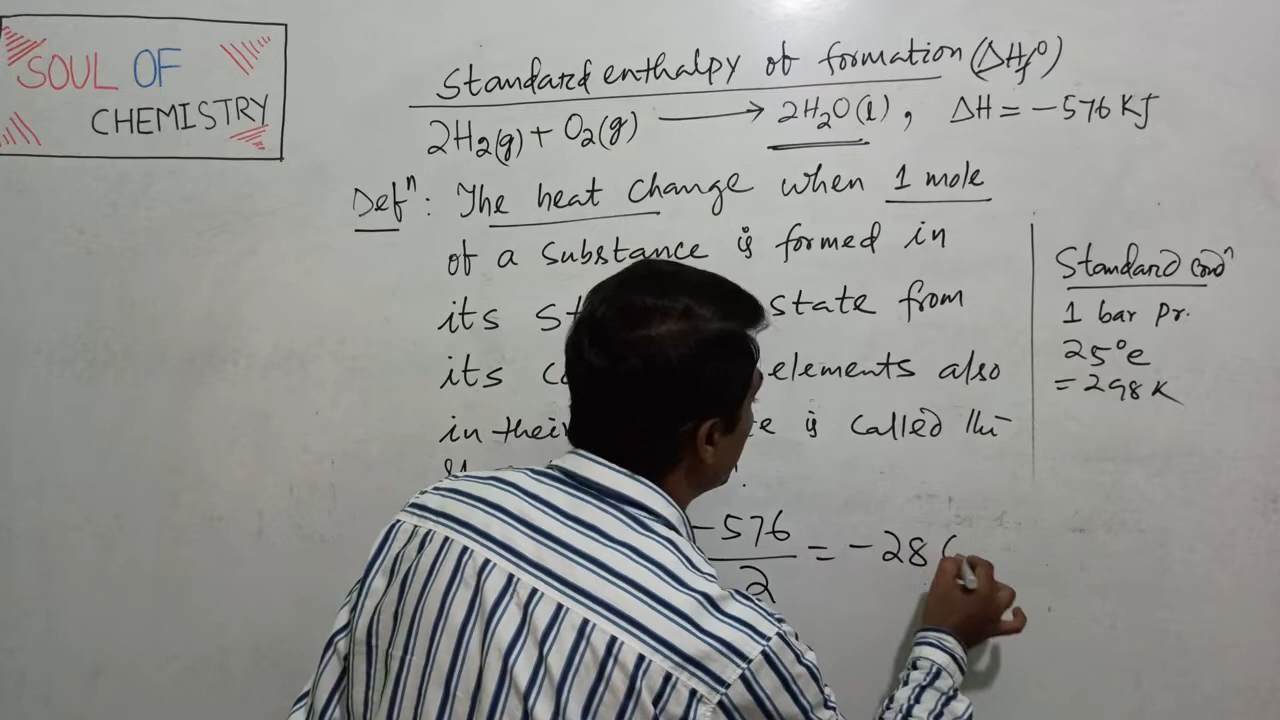 SOUL OF
CHEMISTRY
Standard enthalpy of formation (ΔHf⁰)
2H₂(g) + O₂(g) ⟶ 2H₂O(l), ΔH = -576 KJ
Defⁿ: The heat change when 1 mole
of a substance is formed in
its state from
its elements also
in their is called the
-576/2 = -28
Standard condⁿ
1 bar Pr.
25°C
= 298 K